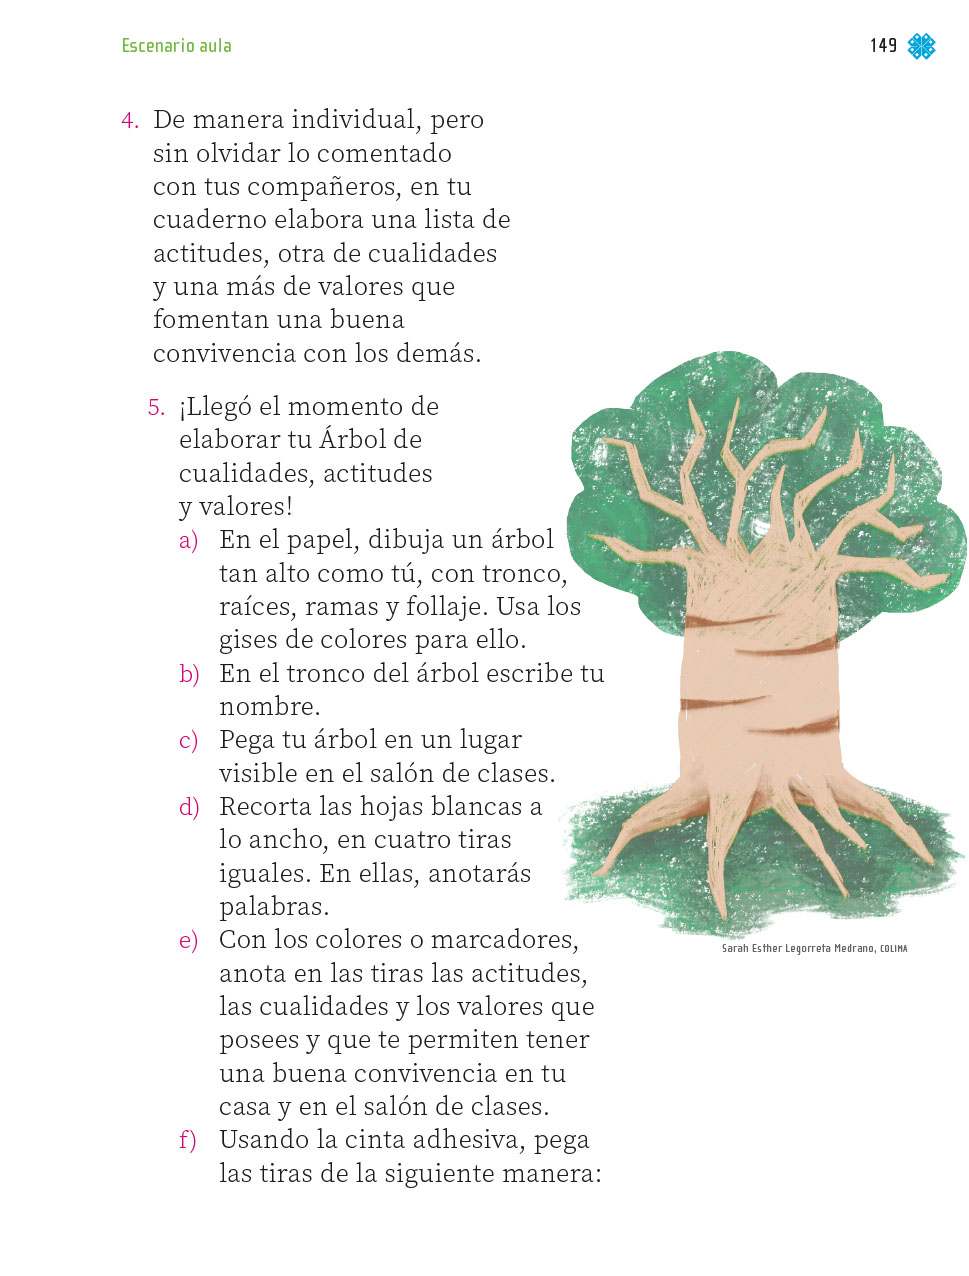 Escenario aula
149
4. De manera individual, pero
sin olvidar lo comentado
con tus compañeros, en tu
cuaderno elabora una lista de
actitudes, otra de cualidades
y una más de valores que
fomentan una buena
convivencia con los demás.
5. ¡Llegó el momento de
elaborar tu Árbol de
cualidades, actitudes
y valores!
a) En el papel, dibuja un árbol
tan alto como tú, con tronco,
raíces, ramas y follaje. Usa los
gises de colores para ello.
b) En el tronco del árbol escribe tu
nombre.
c) Pega tu árbol en un lugar
visible en el salón de clases.
d) Recorta las hojas blancas a
lo ancho, en cuatro tiras
iguales. En ellas, anotarás
palabras.
e) Con los colores o marcadores,
anota en las tiras las actitudes,
las cualidades y los valores que
posees y que te permiten tener
una buena convivencia en tu
casa y en el salón de clases.
f) Usando la cinta adhesiva, pega
las tiras de la siguiente manera:
Sarah Esther Legorreta Medrano, COLIMA